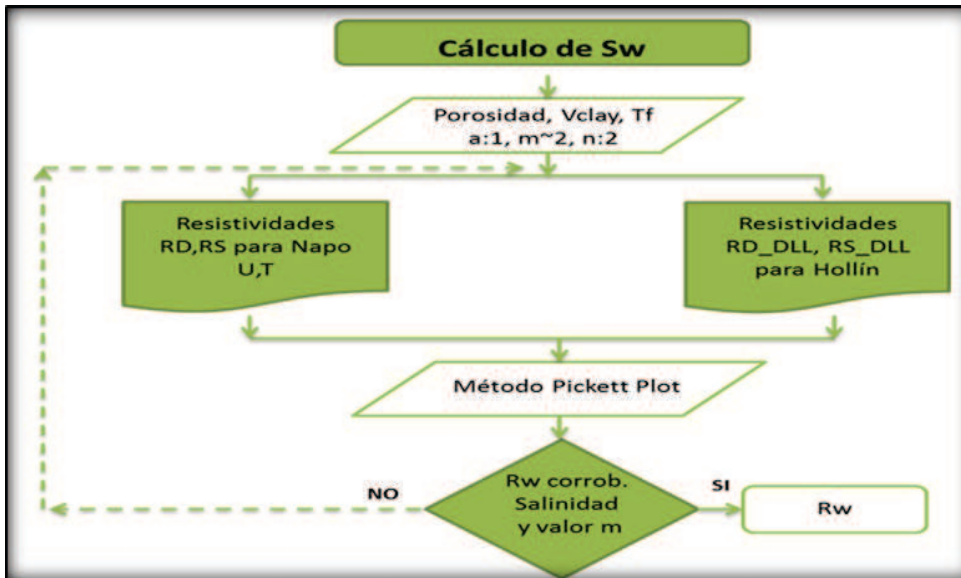 Cálculo de Sw
Porosidad, Vclay, Tf
a:1, m~2, n:2
Resistividades
RD,RS para Napo
U,T
Resistividades
RD_DLL, RS_DLL
para Hollín
Método Pickett Plot
Rw corrob.
Salinidad
y valor m
NO
SI
Rw